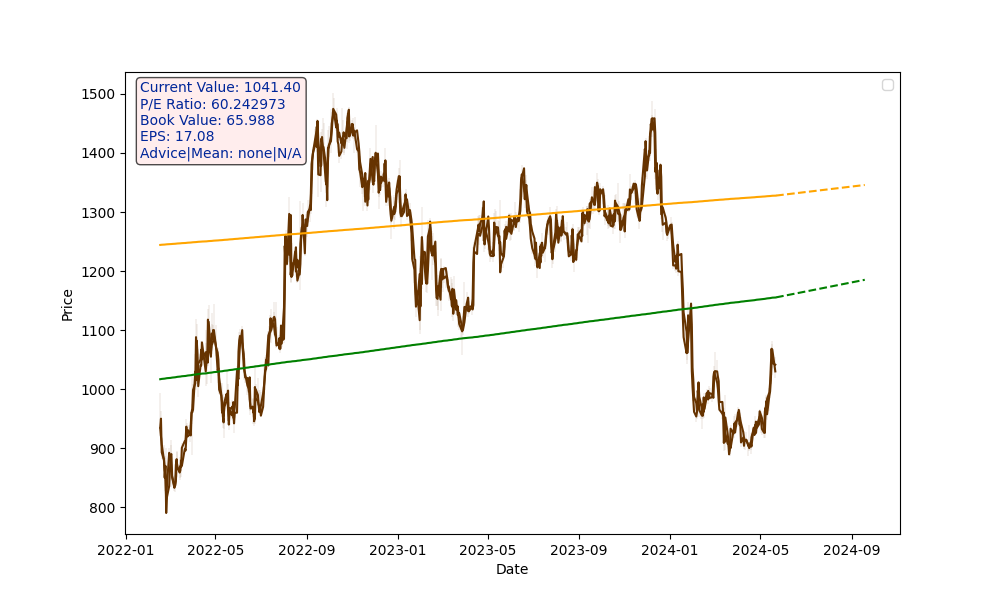 Current Value: 1041.40
P/E Ratio: 60.242973
Book Value: 65.988
EPS: 17.08
Advice|Mean: none|N/A
1500
1400
1300
1200
1100
1000
900
800
Price
2022-01 2022-05 2022-09 2023-01 2023-05 2023-09 2024-01 2024-05 2024-09
Date